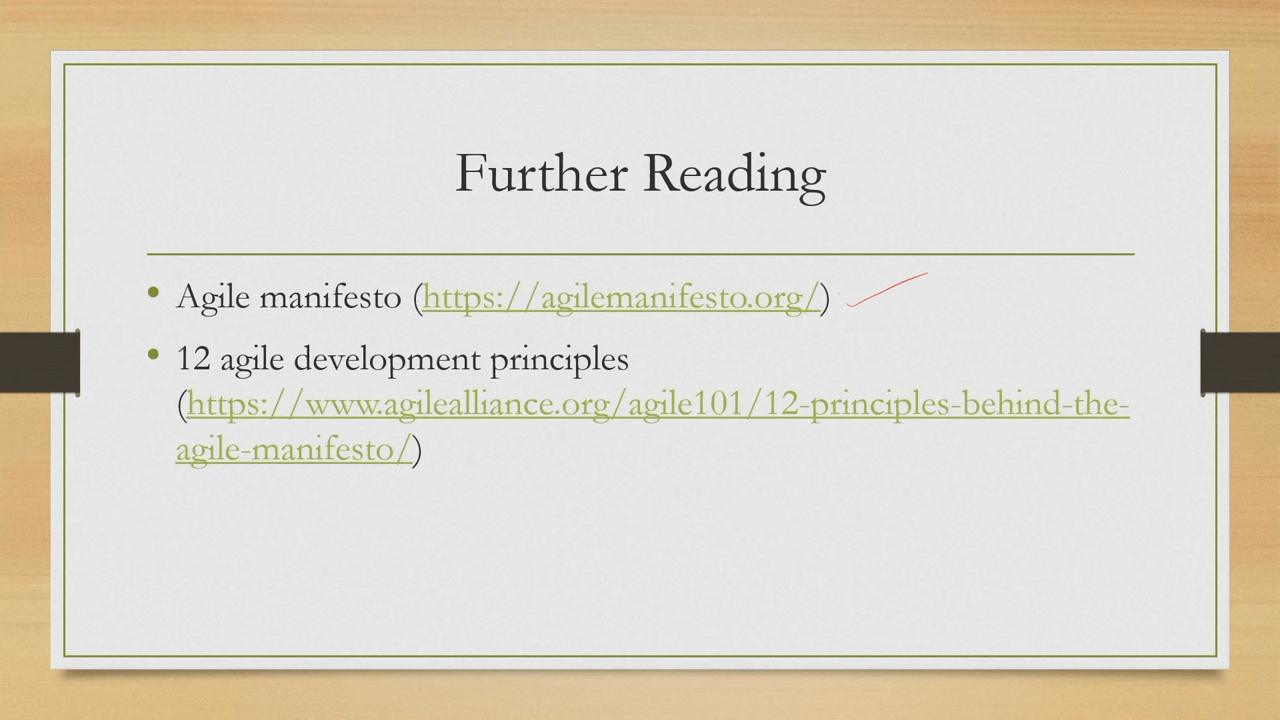 Further Reading
• Agile manifesto (https://agilemanifesto.org/)
• 12 agile development principles
(https://www.agilealliance.org/agile101/12-principles-behind-the-
agile-manifesto/)